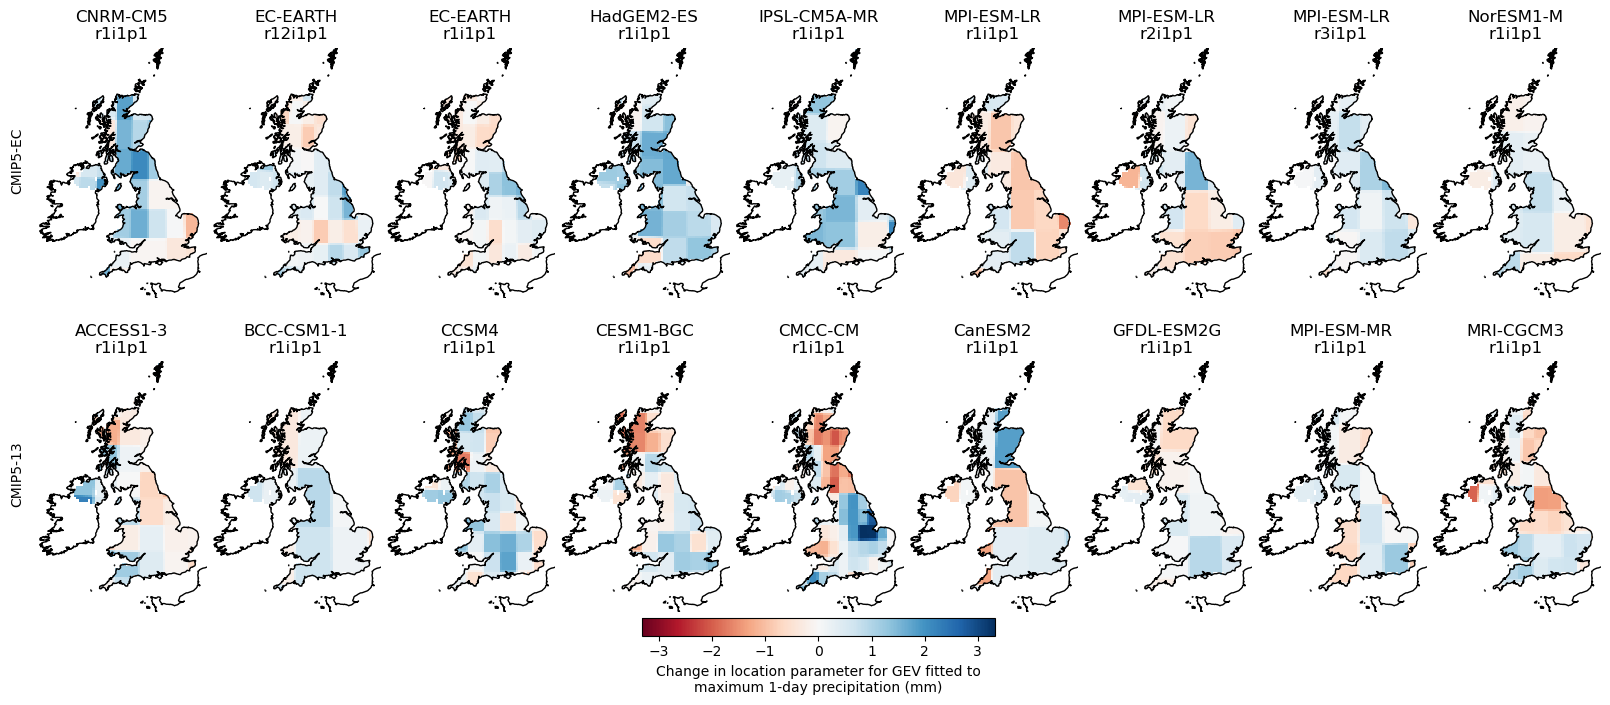 CNRM-CM5 EC-EARTH EC-EARTH HadGEM2-ES IPSL-CM5A-MR MPI-ESM-LR MPI-ESM-LR MPI-ESM-LR NorESM1-M
r1i1p1 r12i1p1 r1i1p1 r1i1p1 r1i1p1 r1i1p1 r2i1p1 r3i1p1 r1i1p1
CMIP5-EC
ACCESS1-3 BCC-CSM1-1 CCSM4 CESM1-BGC CMCC-CM CanESM2 GFDL-ESM2G MPI-ESM-MR MRI-CGCM3
r1i1p1 r1i1p1 r1i1p1 r1i1p1 r1i1p1 r1i1p1 r1i1p1 r1i1p1 r1i1p1
CMIP5-13
−3 −2 −1 0 1 2 3
Change in location parameter for GEV fitted to
maximum 1-day precipitation (mm)